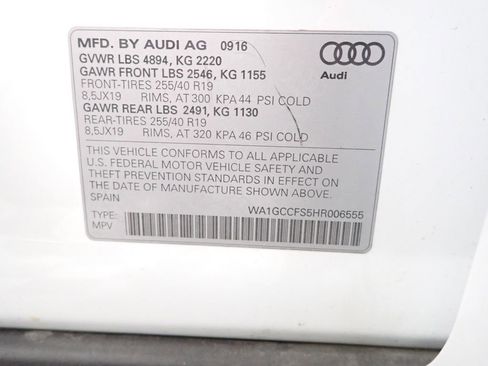 MFD. BY AUDI AG 0916
GVWR LBS 4894, KG 2220
GAWR FRONT LBS 2546, KG 1155
FRONT-TIRES 255/40 R19
8,5JX19 RIMS, AT 300 KPA 44 PSI COLD
GAWR REAR LBS 2491, KG 1130
REAR-TIRES 255/40 R19
8,5JX19 RIMS, AT 320 KPA 46 PSI COLD
Audi
THIS VEHICLE CONFORMS TO ALL APPLICABLE
U.S. FEDERAL MOTOR VEHICLE SAFETY AND
THEFT PREVENTION STANDARDS IN EFFECT
ON THE DATE OF MANUFACTURE SHOWN ABOVE.
SPAIN
WA1GCCFS5HR006555
TYPE:
MPV